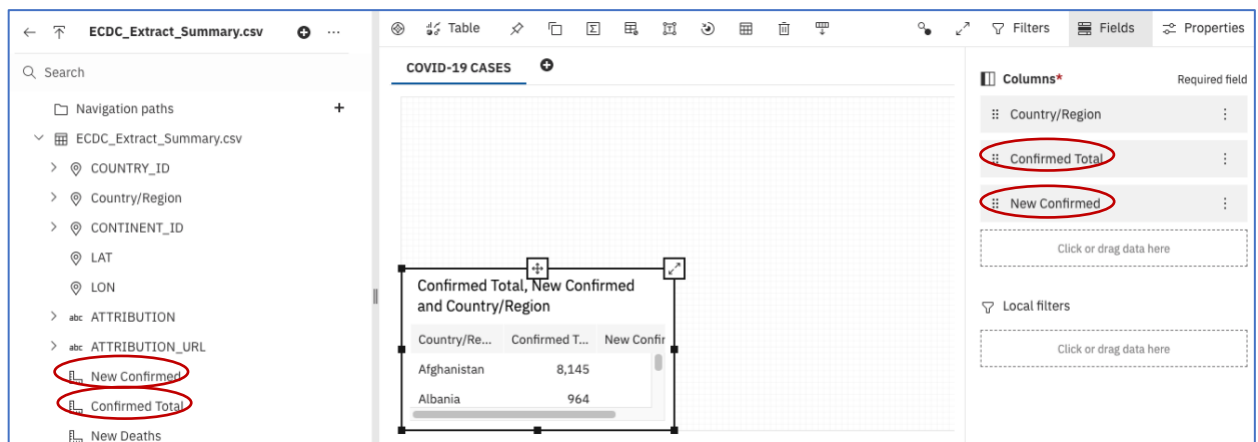 ECDC_Extract_Summary.csv
Search
Navigation paths
ECDC_Extract_Summary.csv
COUNTRY_ID
Country/Region
CONTINENT_ID
LAT
LON
abc ATTRIBUTION
abc ATTRIBUTION_URL
New Confirmed
Confirmed Total
New Deaths
Table
COVID-19 CASES
Confirmed Total, New Confirmed
and Country/Region
Country/Re... Confirmed T... New Confir
Afghanistan 8,145
Albania 964
Filters Fields Properties
Columns* Required field
Country/Region
Confirmed Total
New Confirmed
Click or drag data here
Local filters
Click or drag data here